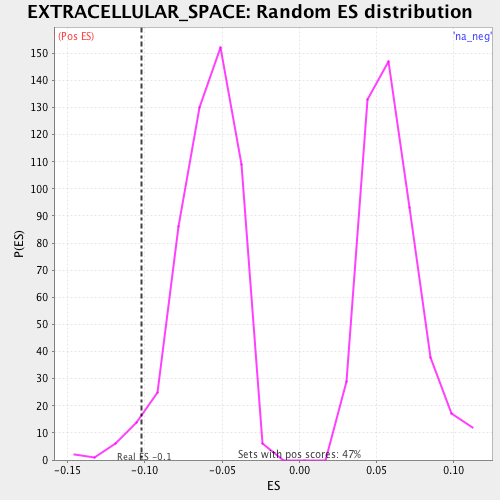 EXTRACELLULAR_SPACE: Random ES distribution
(Pos ES)
'na_neg'
150
140
130
120
110
100
90
80
70
60
50
40
30
20
10
0
P(ES)
Real ES -0.1
Sets with pos scores: 47%
-0.15 -0.10 -0.05 0.00 0.05 0.10
ES